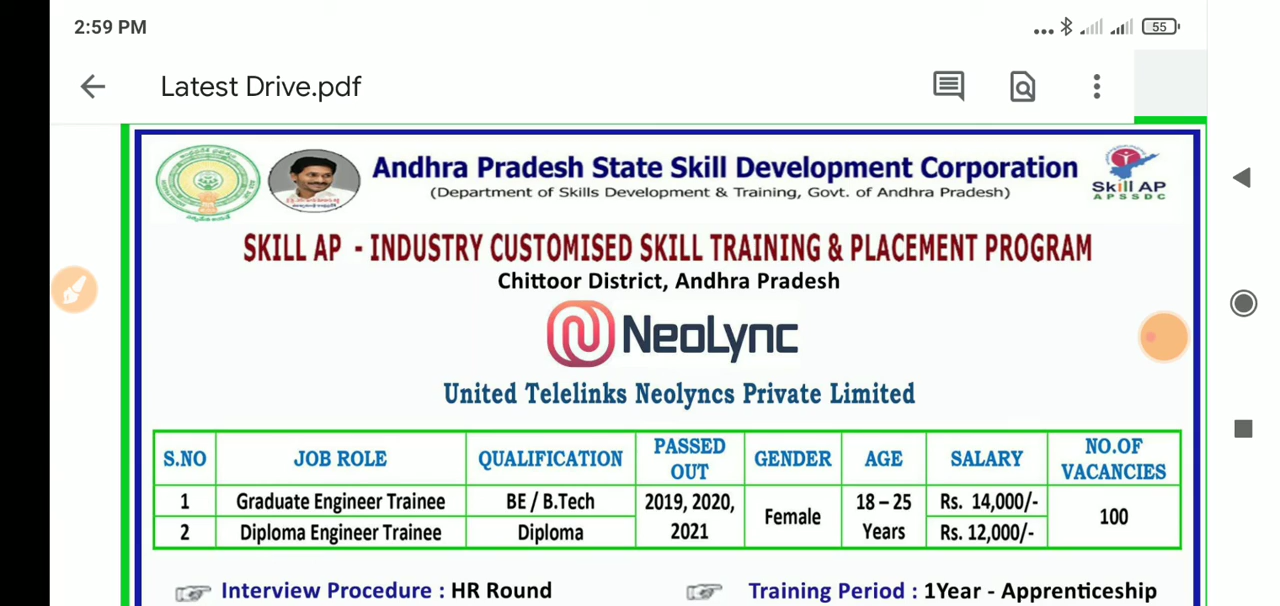 2:59 PM
55
Latest Drive.pdf
Andhra Pradesh State Skill Development Corporation
(Department of Skills Development & Training, Govt. of Andhra Pradesh)
Skill AP
APSSDC
SKILL AP - INDUSTRY CUSTOMISED SKILL TRAINING & PLACEMENT PROGRAM
Chittoor District, Andhra Pradesh
NeoLync
United Telelinks Neolyncs Private Limited
S.NO JOB ROLE QUALIFICATION PASSED OUT GENDER AGE SALARY NO.OF VACANCIES
1 Graduate Engineer Trainee BE / B.Tech 2019, 2020, 2021 Female 18 – 25 Years Rs. 14,000/- 100
2 Diploma Engineer Trainee Diploma Rs. 12,000/-
Interview Procedure : HR Round
Training Period : 1Year - Apprenticeship